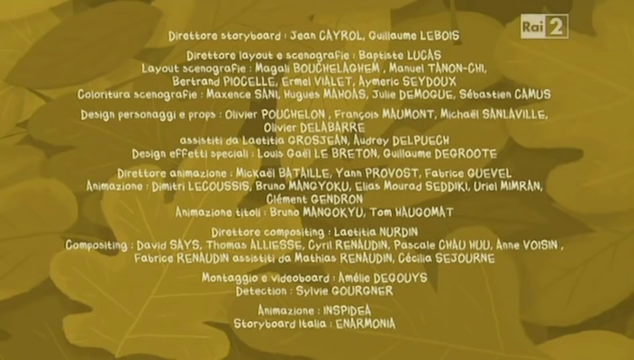 Rai 2
Direttore storyboard : Jean CAYROL, Guillaume LEBOIS
Direttore layout e scenografie : Baptiste LUCAS
Layout scenografie : Magali BOUCHELAGHEM , Manuel TANON-CHI,
Bertrand PIOCELLE, Ermel VIALET, Aymeric SEYDOUX
Coloritura scenografie : Maxence SANI, Hugues MAHOAS, Julie DEMOGUE, Sébastien CAMUS
Design personaggi e props : Olivier POUCHELON , François MAUMONT, Michaël SANLAVILLE,
Olivier DELABARRE
assistiti da Laetitia GROSJEAN, Audrey DELPUECH
Design effetti speciali : Louis Gaël LE BRETON, Guillaume DEGROOTE
Direttore animazione : Mickaël BATAILLE, Yann PROVOST, Fabrice GUEVEL
Animazione : Dimitri LECOUSSIS, Bruno MANGYOKU, Elias Mourad SEDDIKI, Uriel MIMRAN,
Clément GENDRON
Animazione titoli : Bruno MANGOKYU, Tom HAUGOMAT
Direttore compositing : Laetitia NURDIN
Compositing : David SAYS, Thomas ALLIESSE, Cyril RENAUDIN, Pascale CHAU HUU, Anne VOISIN ,
Fabrice RENAUDIN assistiti da Mathias RENAUDIN, Cécilia SEJOURNE
Montaggio e videoboard : Amélie DEGOUYS
Detection : Sylvie GOURGNER
Animazione : INSPIDEA
Storyboard Italia : ENARMONIA